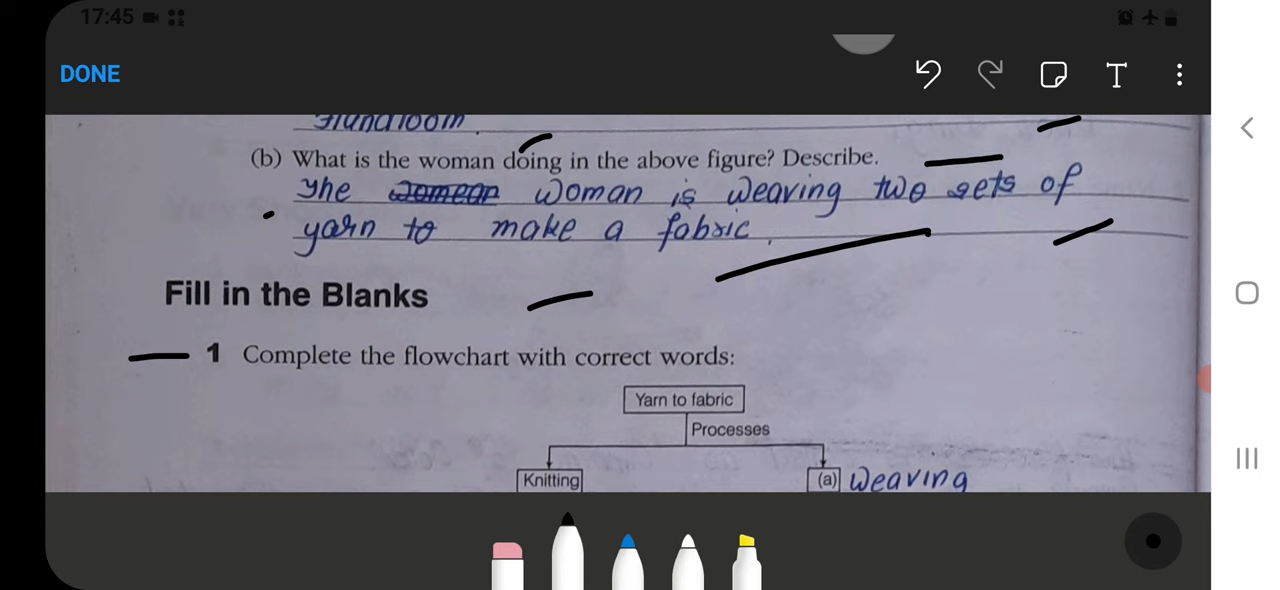 17:45
DONE
T
Handloom.
(b) What is the woman doing in the above figure? Describe.
The woman is weaving two sets of
yarn to make a fabric.
Fill in the Blanks
1 Complete the flowchart with correct words:
Yarn to fabric
Processes
Knitting
(a) Weaving